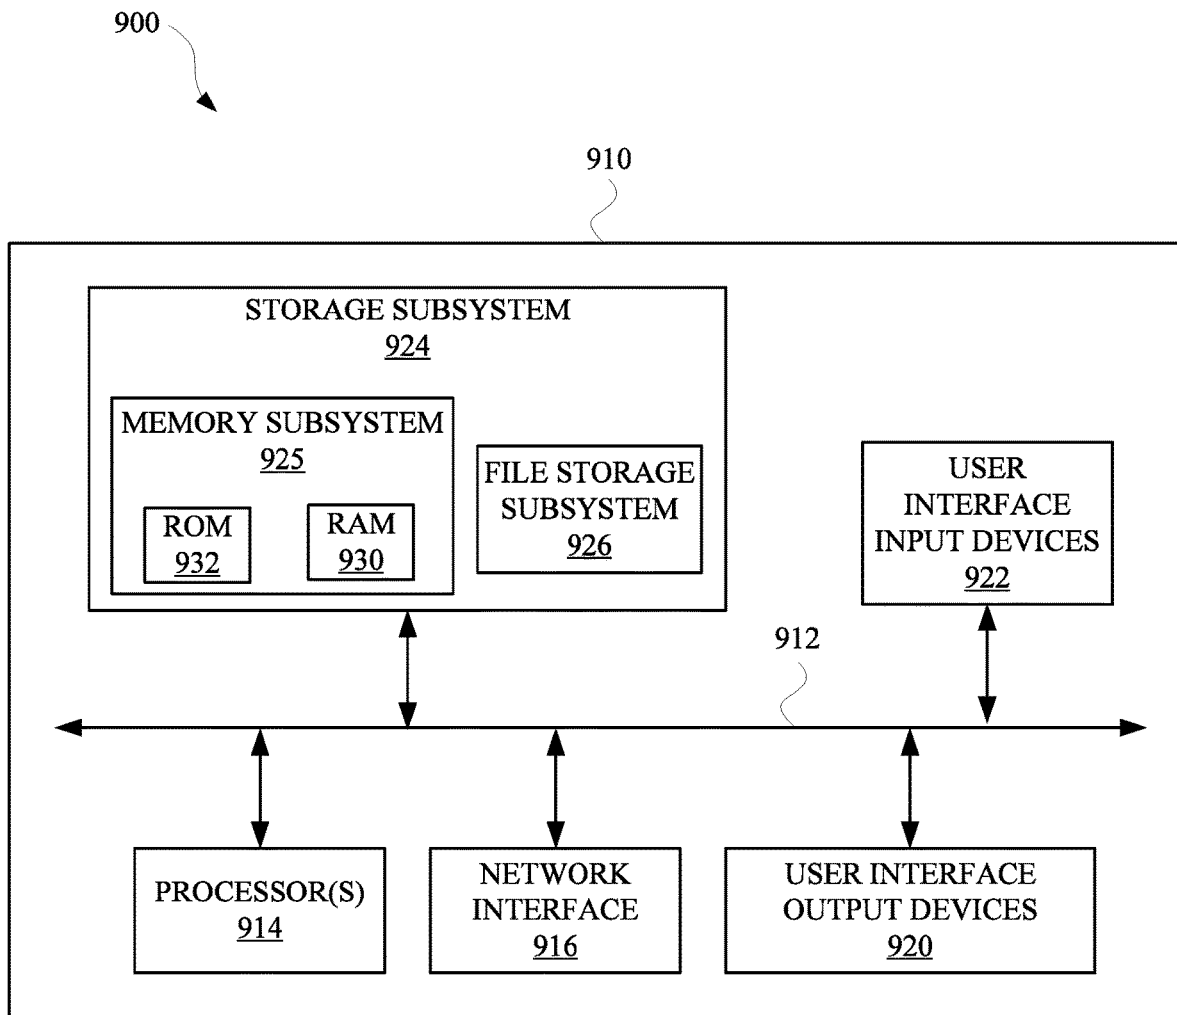 900
910
STORAGE SUBSYSTEM
924
MEMORY SUBSYSTEM
925
ROM
932
RAM
930
FILE STORAGE
SUBSYSTEM
926
USER
INTERFACE
INPUT DEVICES
922
912
PROCESSOR(S)
914
NETWORK
INTERFACE
916
USER INTERFACE
OUTPUT DEVICES
920